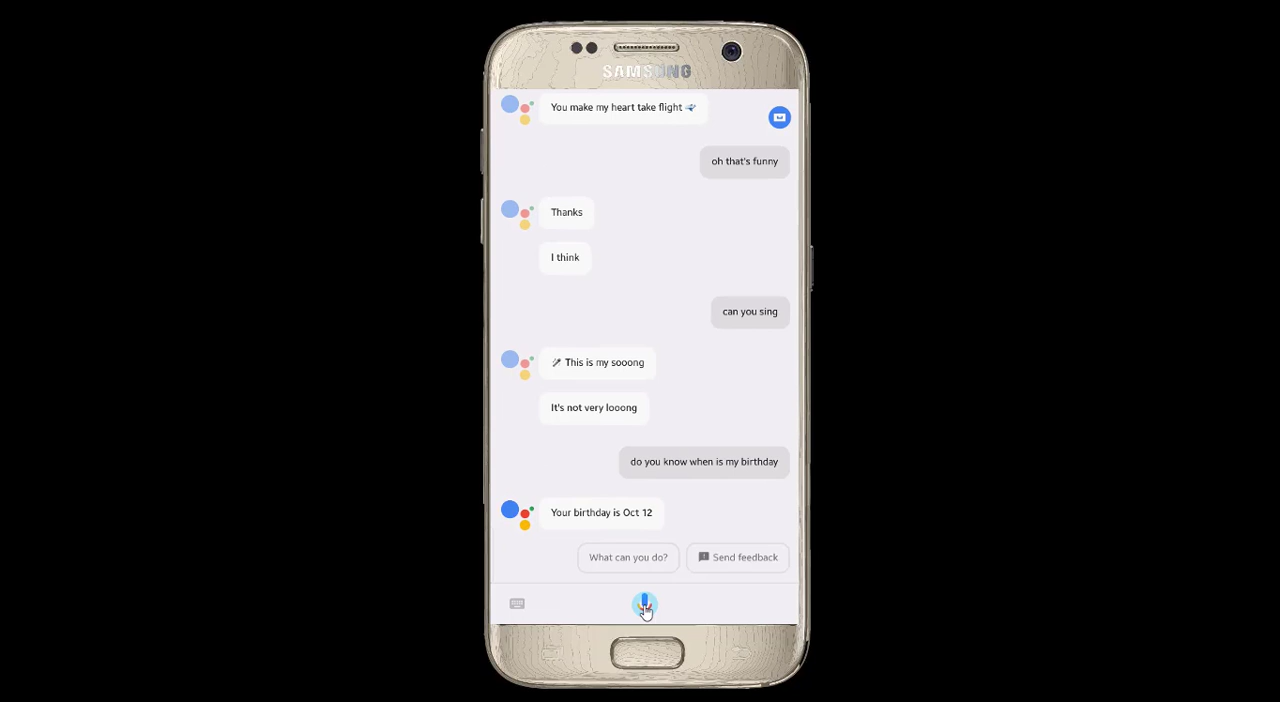 SAMSUNG
You make my heart take flight
oh that's funny
Thanks
I think
can you sing
This is my sooong
It's not very looong
do you know when is my birthday
Your birthday is Oct 12
What can you do?
Send feedback